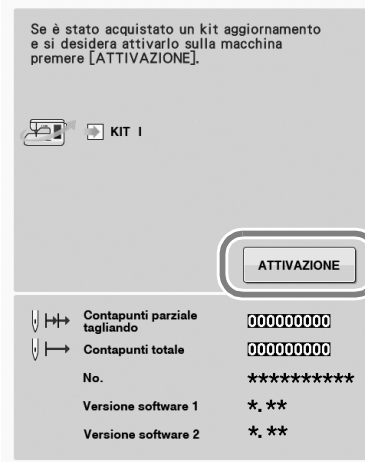 Se è stato acquistato un kit aggiornamento
e si desidera attivarlo sulla macchina
premere [ATTIVAZIONE].
KIT I
ATTIVAZIONE
Contapunti parziale
tagliando
000000000
Contapunti totale
000000000
No.
**********
Versione software 1
*.**
Versione software 2
*.**